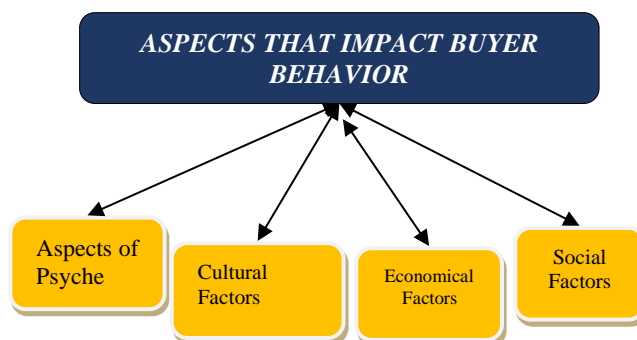 ASPECTS THAT IMPACT BUYER
BEHAVIOR
Aspects of
Psyche
Cultural
Factors
Economical
Factors
Social
Factors